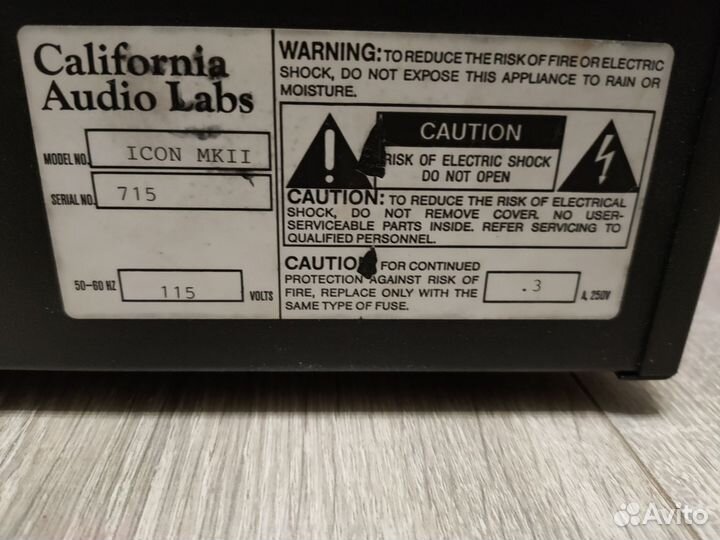 California
Audio Labs
MODEL NO. ICON MKII
SERIAL NO. 715
50-60 HZ 115 VOLTS
WARNING: TO REDUCE THE RISK OF FIRE OR ELECTRIC
SHOCK, DO NOT EXPOSE THIS APPLIANCE TO RAIN OR
MOISTURE.
CAUTION
RISK OF ELECTRIC SHOCK
DO NOT OPEN
CAUTION: TO REDUCE THE RISK OF ELECTRICAL
SHOCK, DO NOT REMOVE COVER. NO USER-
SERVICEABLE PARTS INSIDE. REFER SERVICING TO
QUALIFIED PERSONNEL.
CAUTION FOR CONTINUED
PROTECTION AGAINST RISK OF
FIRE, REPLACE ONLY WITH THE
SAME TYPE OF FUSE.
.3 A, 250V
Avito